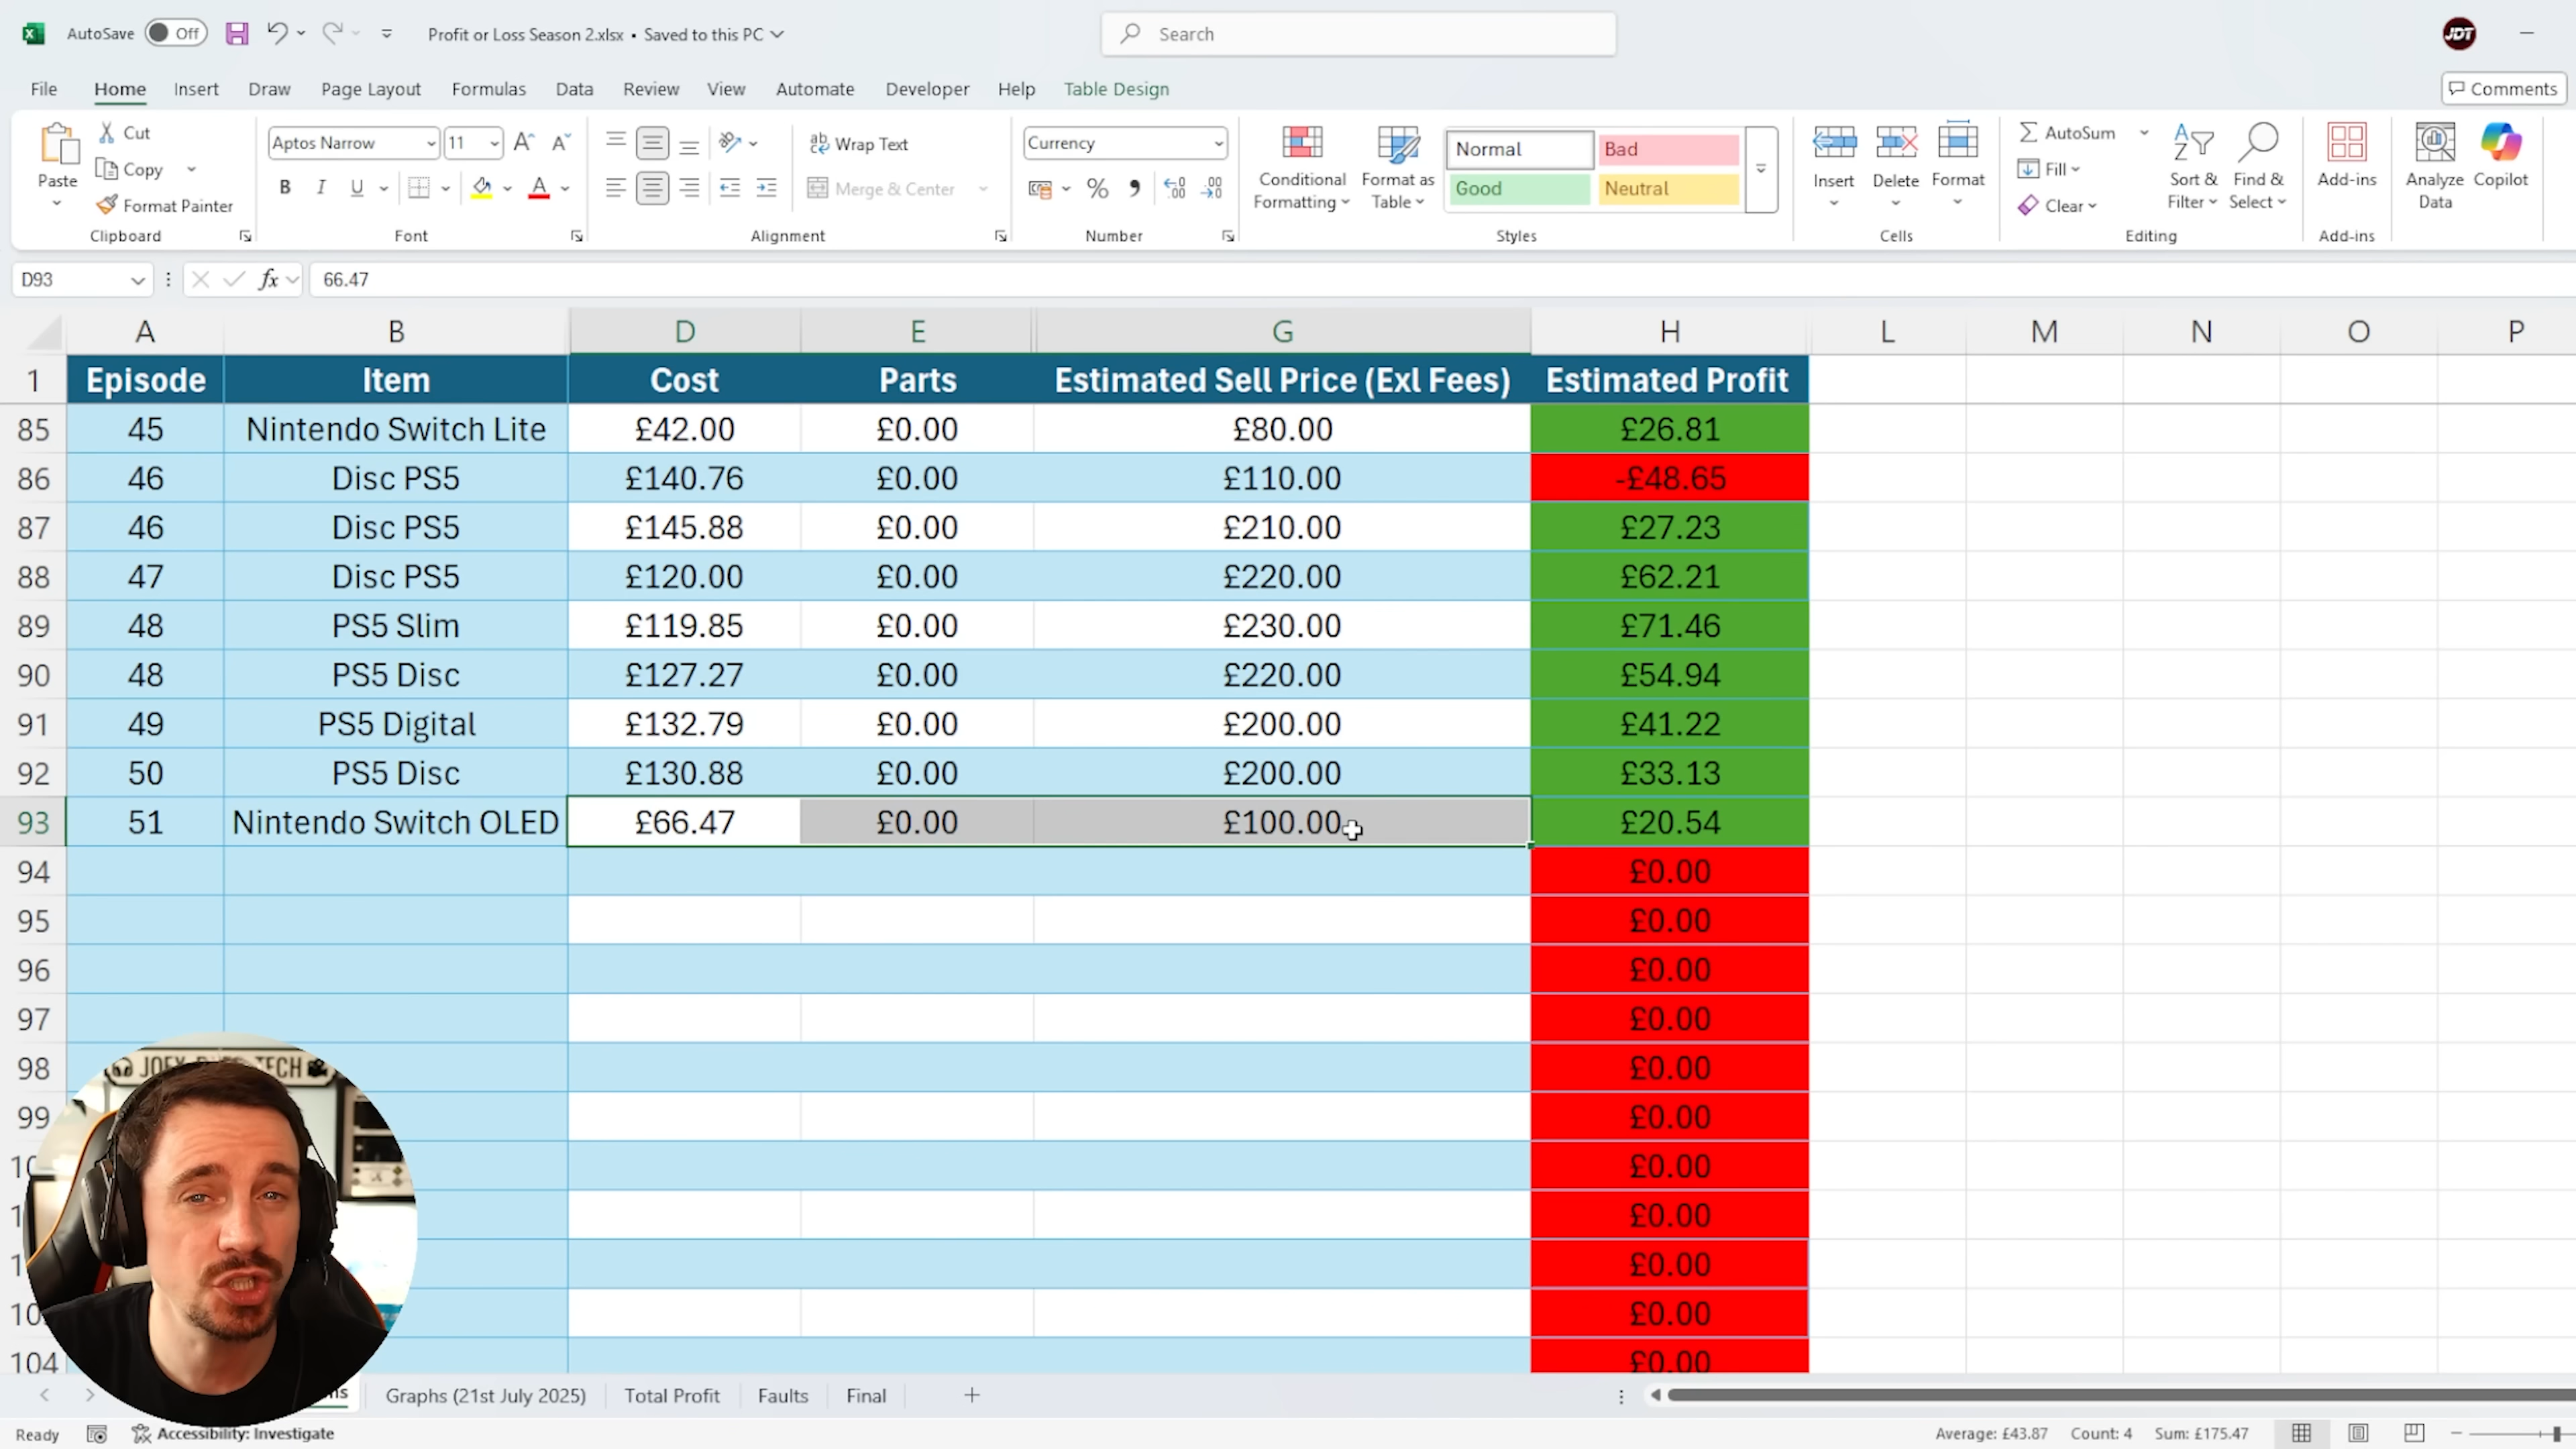 AutoSave Off Profit or Loss Season 2.xlsx • Saved to this PC Search JDT
File Home Insert Draw Page Layout Formulas Data Review View Automate Developer Help Table Design Comments
Paste Cut Copy Format Painter Clipboard
Aptos Narrow 11 B I U A Font
Wrap Text Merge & Center Alignment
Currency % Number
Conditional Formatting Format as Table Normal Bad Good Neutral Styles
Insert Delete Format Cells
AutoSum Fill Clear Sort & Filter Find & Select Editing
Add-ins Add-ins
Analyze Data Copilot
D93 fx 66.47
A B D E G H L M N O P
1 Episode Item Cost Parts Estimated Sell Price (Exl Fees) Estimated Profit
85 45 Nintendo Switch Lite £42.00 £0.00 £80.00 £26.81
86 46 Disc PS5 £140.76 £0.00 £110.00 -£48.65
87 46 Disc PS5 £145.88 £0.00 £210.00 £27.23
88 47 Disc PS5 £120.00 £0.00 £220.00 £62.21
89 48 PS5 Slim £119.85 £0.00 £230.00 £71.46
90 48 PS5 Disc £127.27 £0.00 £220.00 £54.94
91 49 PS5 Digital £132.79 £0.00 £200.00 £41.22
92 50 PS5 Disc £130.88 £0.00 £200.00 £33.13
93 51 Nintendo Switch OLED £66.47 £0.00 £100.00 £20.54
94 £0.00
95 £0.00
96 £0.00
97 £0.00
98 £0.00
99 £0.00
£0.00
£0.00
£0.00
£0.00
104 £0.00
JOEY TECH
Graphs (21st July 2025) Total Profit Faults Final
Ready Accessibility: Investigate Average: £43.87 Count: 4 Sum: £175.47